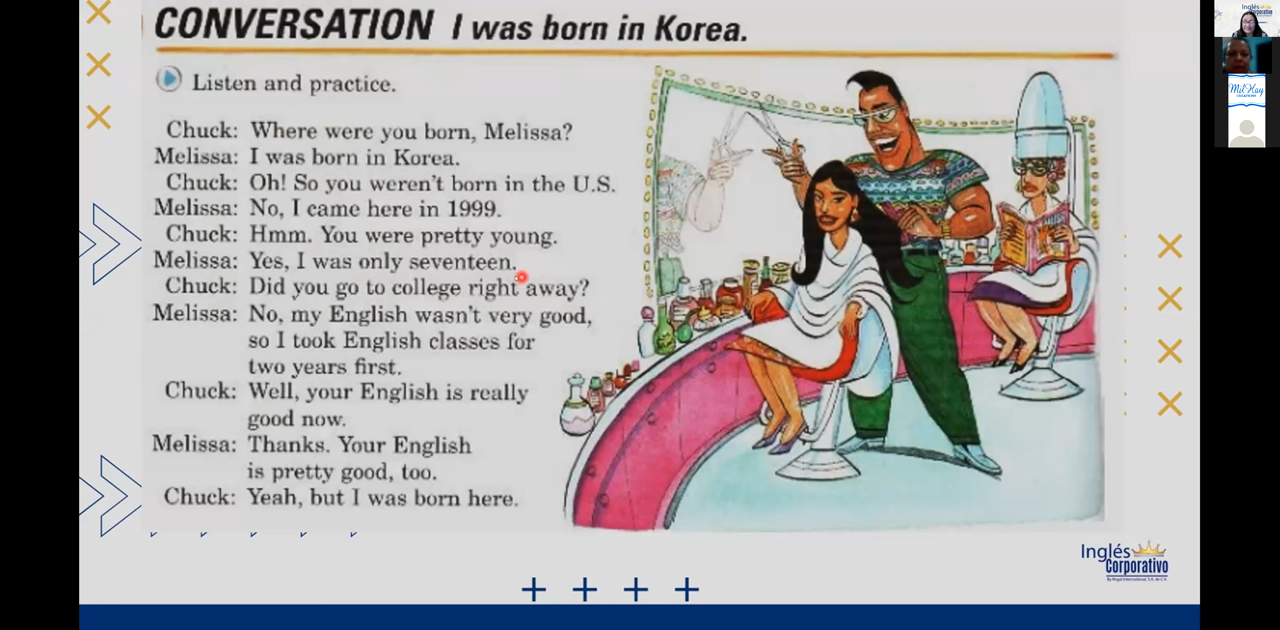 CONVERSATION I was born in Korea.
Listen and practice.
Chuck: Where were you born, Melissa?
Melissa: I was born in Korea.
Chuck: Oh! So you weren't born in the U.S.
Melissa: No, I came here in 1999.
Chuck: Hmm. You were pretty young.
Melissa: Yes, I was only seventeen.
Chuck: Did you go to college right away?
Melissa: No, my English wasn't very good,
so I took English classes for
two years first.
Chuck: Well, your English is really
good now.
Melissa: Thanks. Your English
is pretty good, too.
Chuck: Yeah, but I was born here.
Inglés
Corporativo